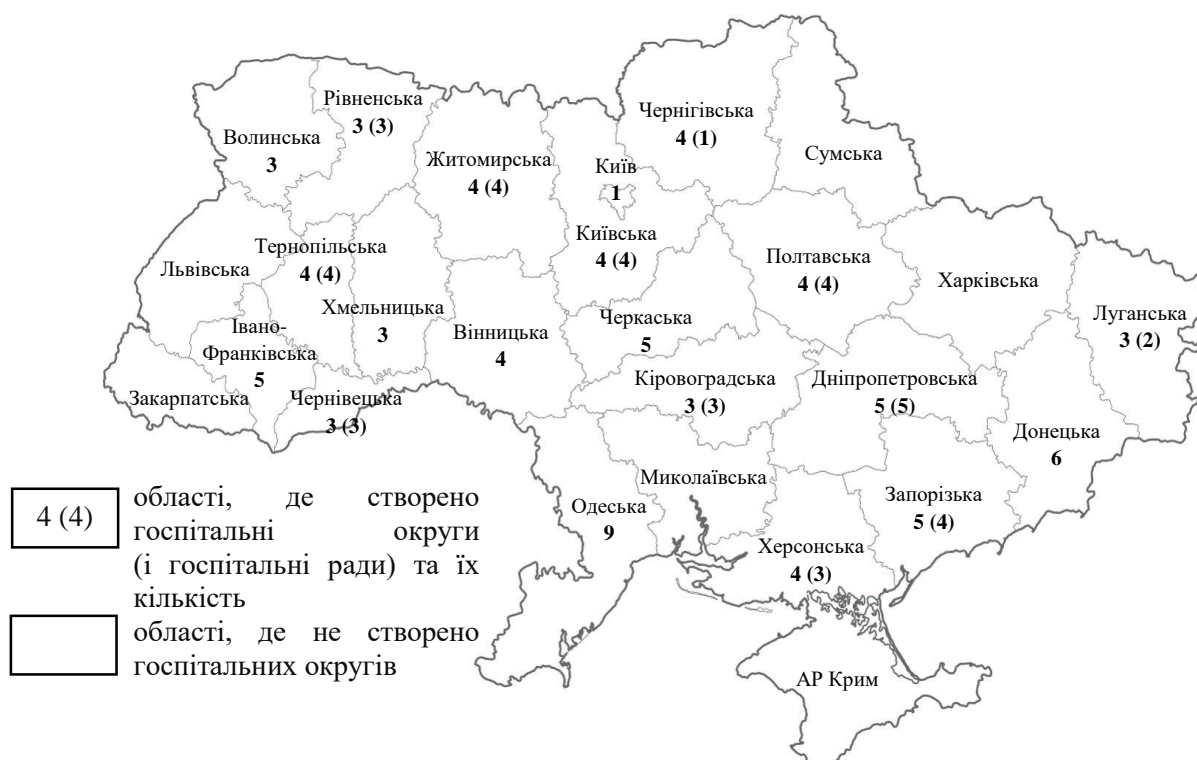 Рівненська
3 (3)
Волинська
3
Житомирська
4 (4)
Київ
1
Чернігівська
4 (1)
Сумська
Львівська
Тернопільська
4 (4)
Хмельницька
3
Вінницька
4
Київська
4 (4)
Черкаська
5
Полтавська
4 (4)
Харківська
Луганська
3 (2)
Івано-
Франківська
5
Закарпатська
Чернівецька
3 (3)
Кіровоградська
3 (3)
Дніпропетровська
5 (5)
Донецька
6
Одеська
9
Миколаївська
Херсонська
4 (3)
Запорізька
5 (4)
АР Крим
4 (4)
області, де створено
госпітальні округи
(і госпітальні ради) та їх
кількість
області, де не створено
госпітальних округів